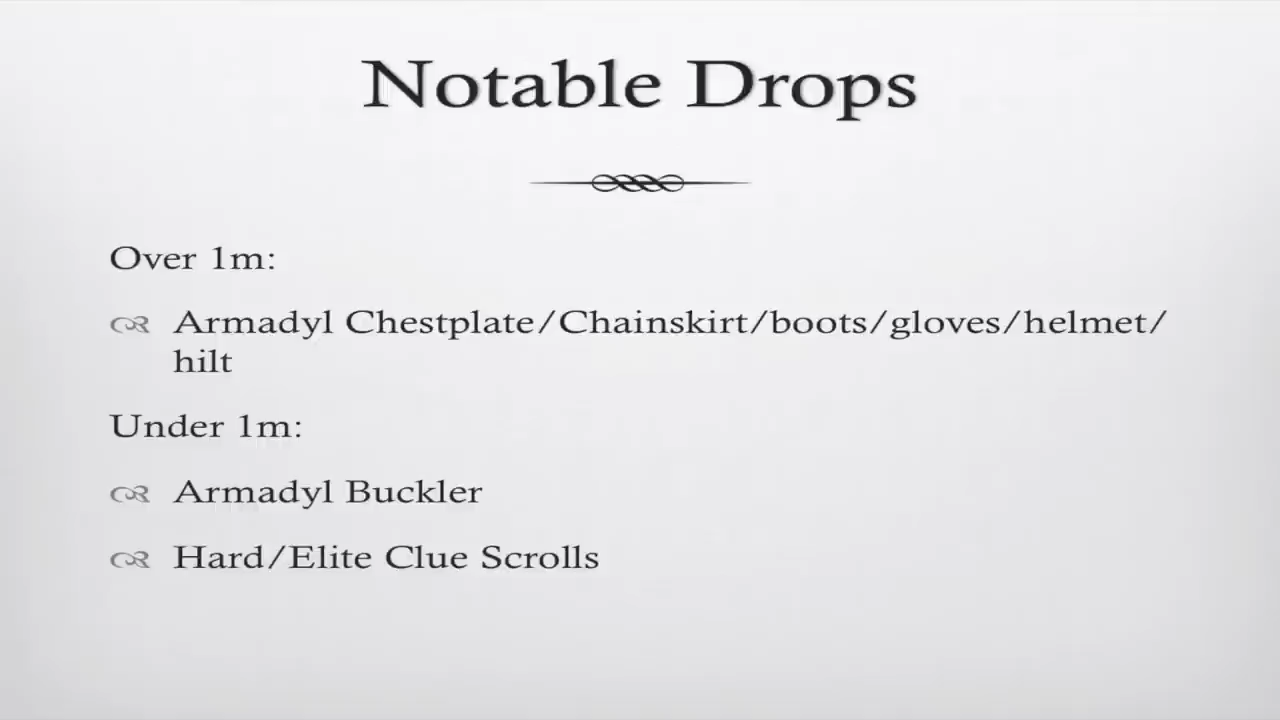 Notable Drops
Over 1m:
Armadyl Chestplate/Chainskirt/boots/gloves/helmet/
hilt
Under 1m:
Armadyl Buckler
Hard/Elite Clue Scrolls